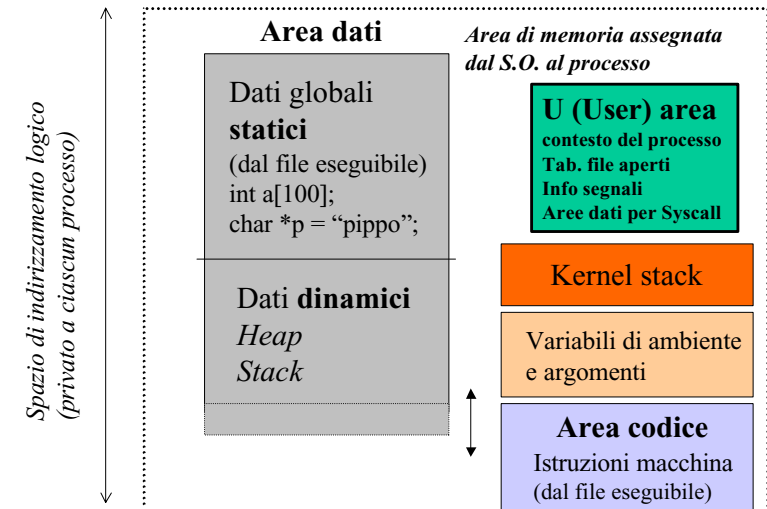 Spazio di indirizzamento logico
(privato a ciascun processo)
Area dati
Dati globali
statici
(dal file eseguibile)
int a[100];
char *p = “pippo”;
Dati dinamici
Heap
Stack
Area di memoria assegnata
dal S.O. al processo
U (User) area
contesto del processo
Tab. file aperti
Info segnali
Aree dati per Syscall
Kernel stack
Variabili di ambiente
e argomenti
Area codice
Istruzioni macchina
(dal file eseguibile)